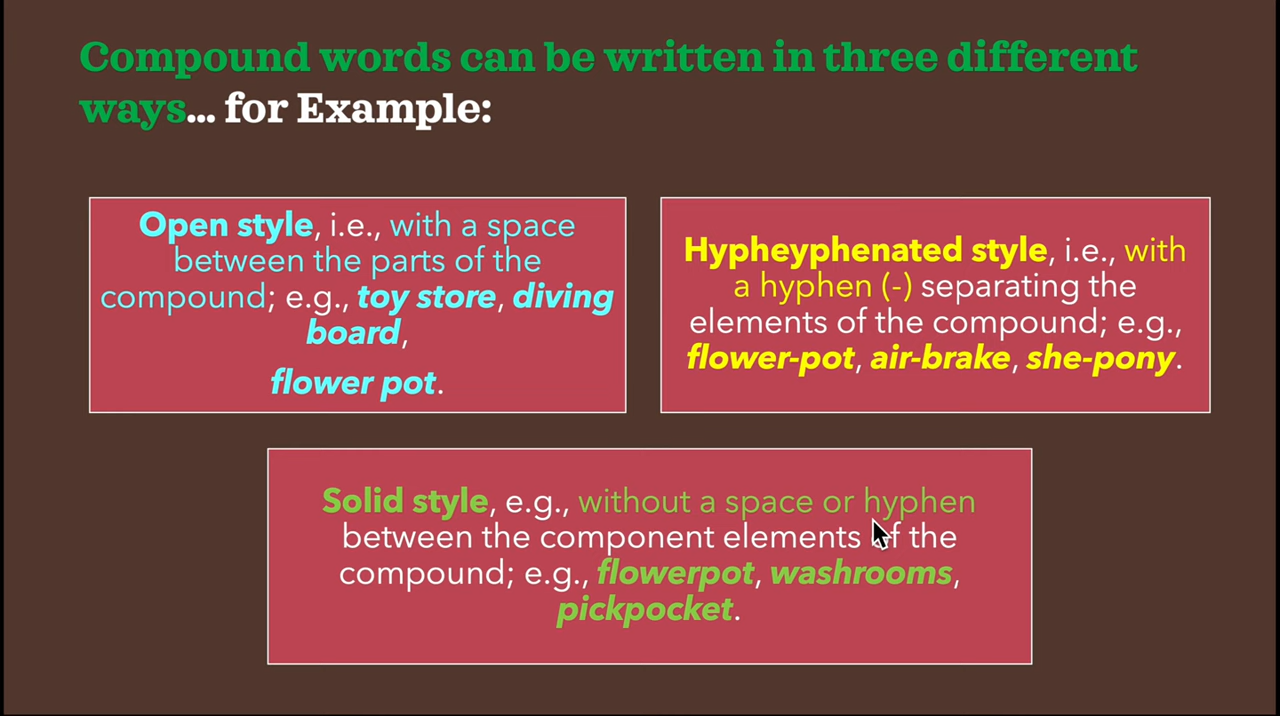 Compound words can be written in three different
ways... for Example:
Open style, i.e., with a space
between the parts of the
compound; e.g., toy store, diving
board,
flower pot.
Hypheyphenated style, i.e., with
a hyphen (-) separating the
elements of the compound; e.g.,
flower-pot, air-brake, she-pony.
Solid style, e.g., without a space or hyphen
between the component elements of the
compound; e.g., flowerpot, washrooms,
pickpocket.